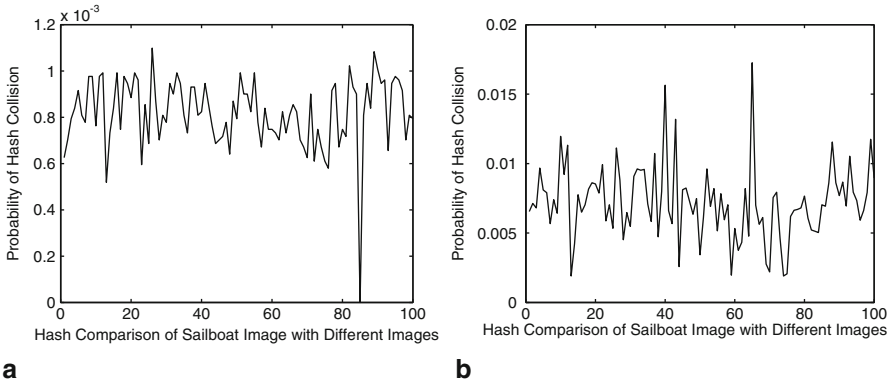 x 10⁻³
1.2
1
0.8
0.6
0.4
0.2
0
0 20 40 60 80 100
Probability of Hash Collision
Hash Comparison of Sailboat Image with Different Images
a
0.02
0.015
0.01
0.005
0
0 20 40 60 80 100
Probability of Hash Collision
Hash Comparison of Sailboat Image with Different Images
b